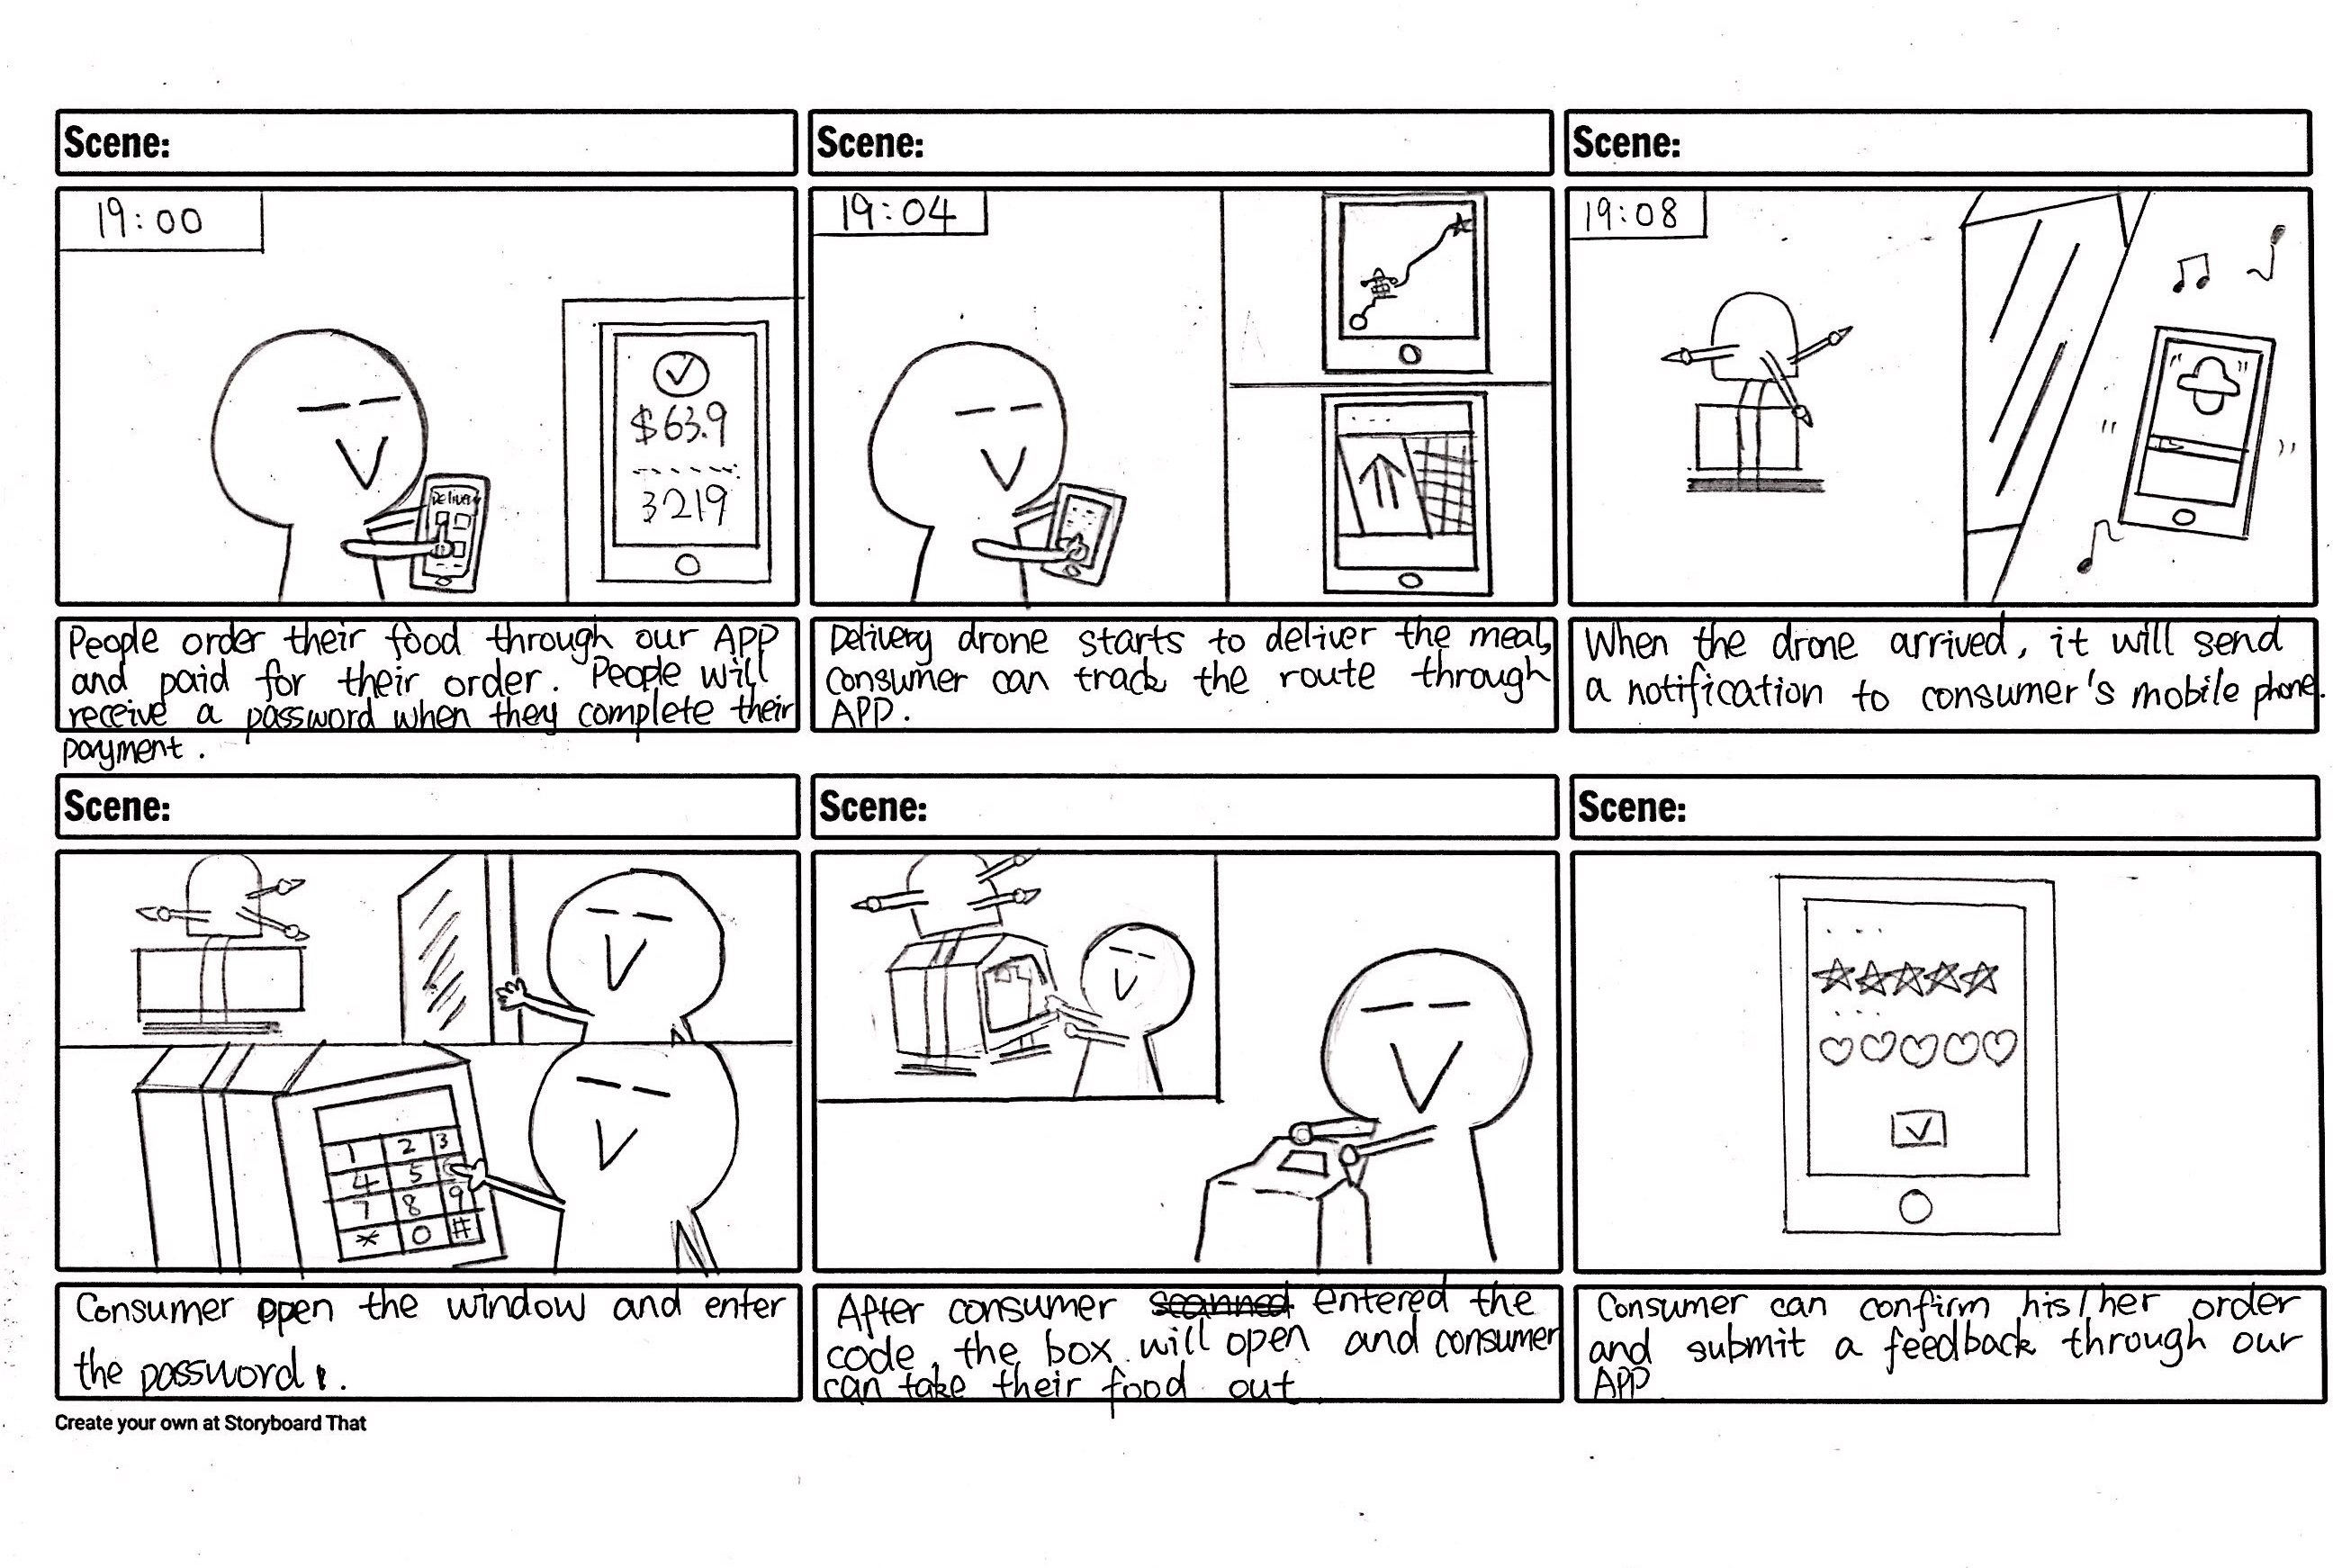 Scene:
Scene:
Scene:
19:00
DELIVERY
$63.9
3219
19:04
19:08
People order their food through our APP
and paid for their order. People will
receive a password when they complete their
payment.
Delivery drone starts to deliver the meal,
consumer can track the route through
APP.
When the drone arrived, it will send
a notification to consumer's mobile phone.
Scene:
Scene:
Scene:
1 2 3
4 5 6
7 8 9
* 0 #
Consumer open the window and enter
the password.
After consumer scanned entered the
code, the box will open and consumer
can take their food out
Consumer can confirm his/her order
and submit a feedback through our
APP
Create your own at Storyboard That